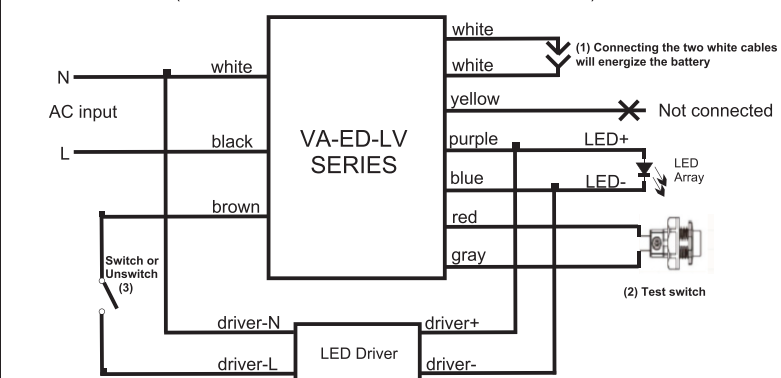 white
white
(1) Connecting the two white cables
will energize the battery
N
white
AC input
yellow
Not connected
L
black
VA-ED-LV
SERIES
purple
LED+
LED
Array
blue
LED-
brown
red
gray
Switch or
Unswitch
(3)
(2) Test switch
driver-N
driver+
LED Driver
driver-L
driver-